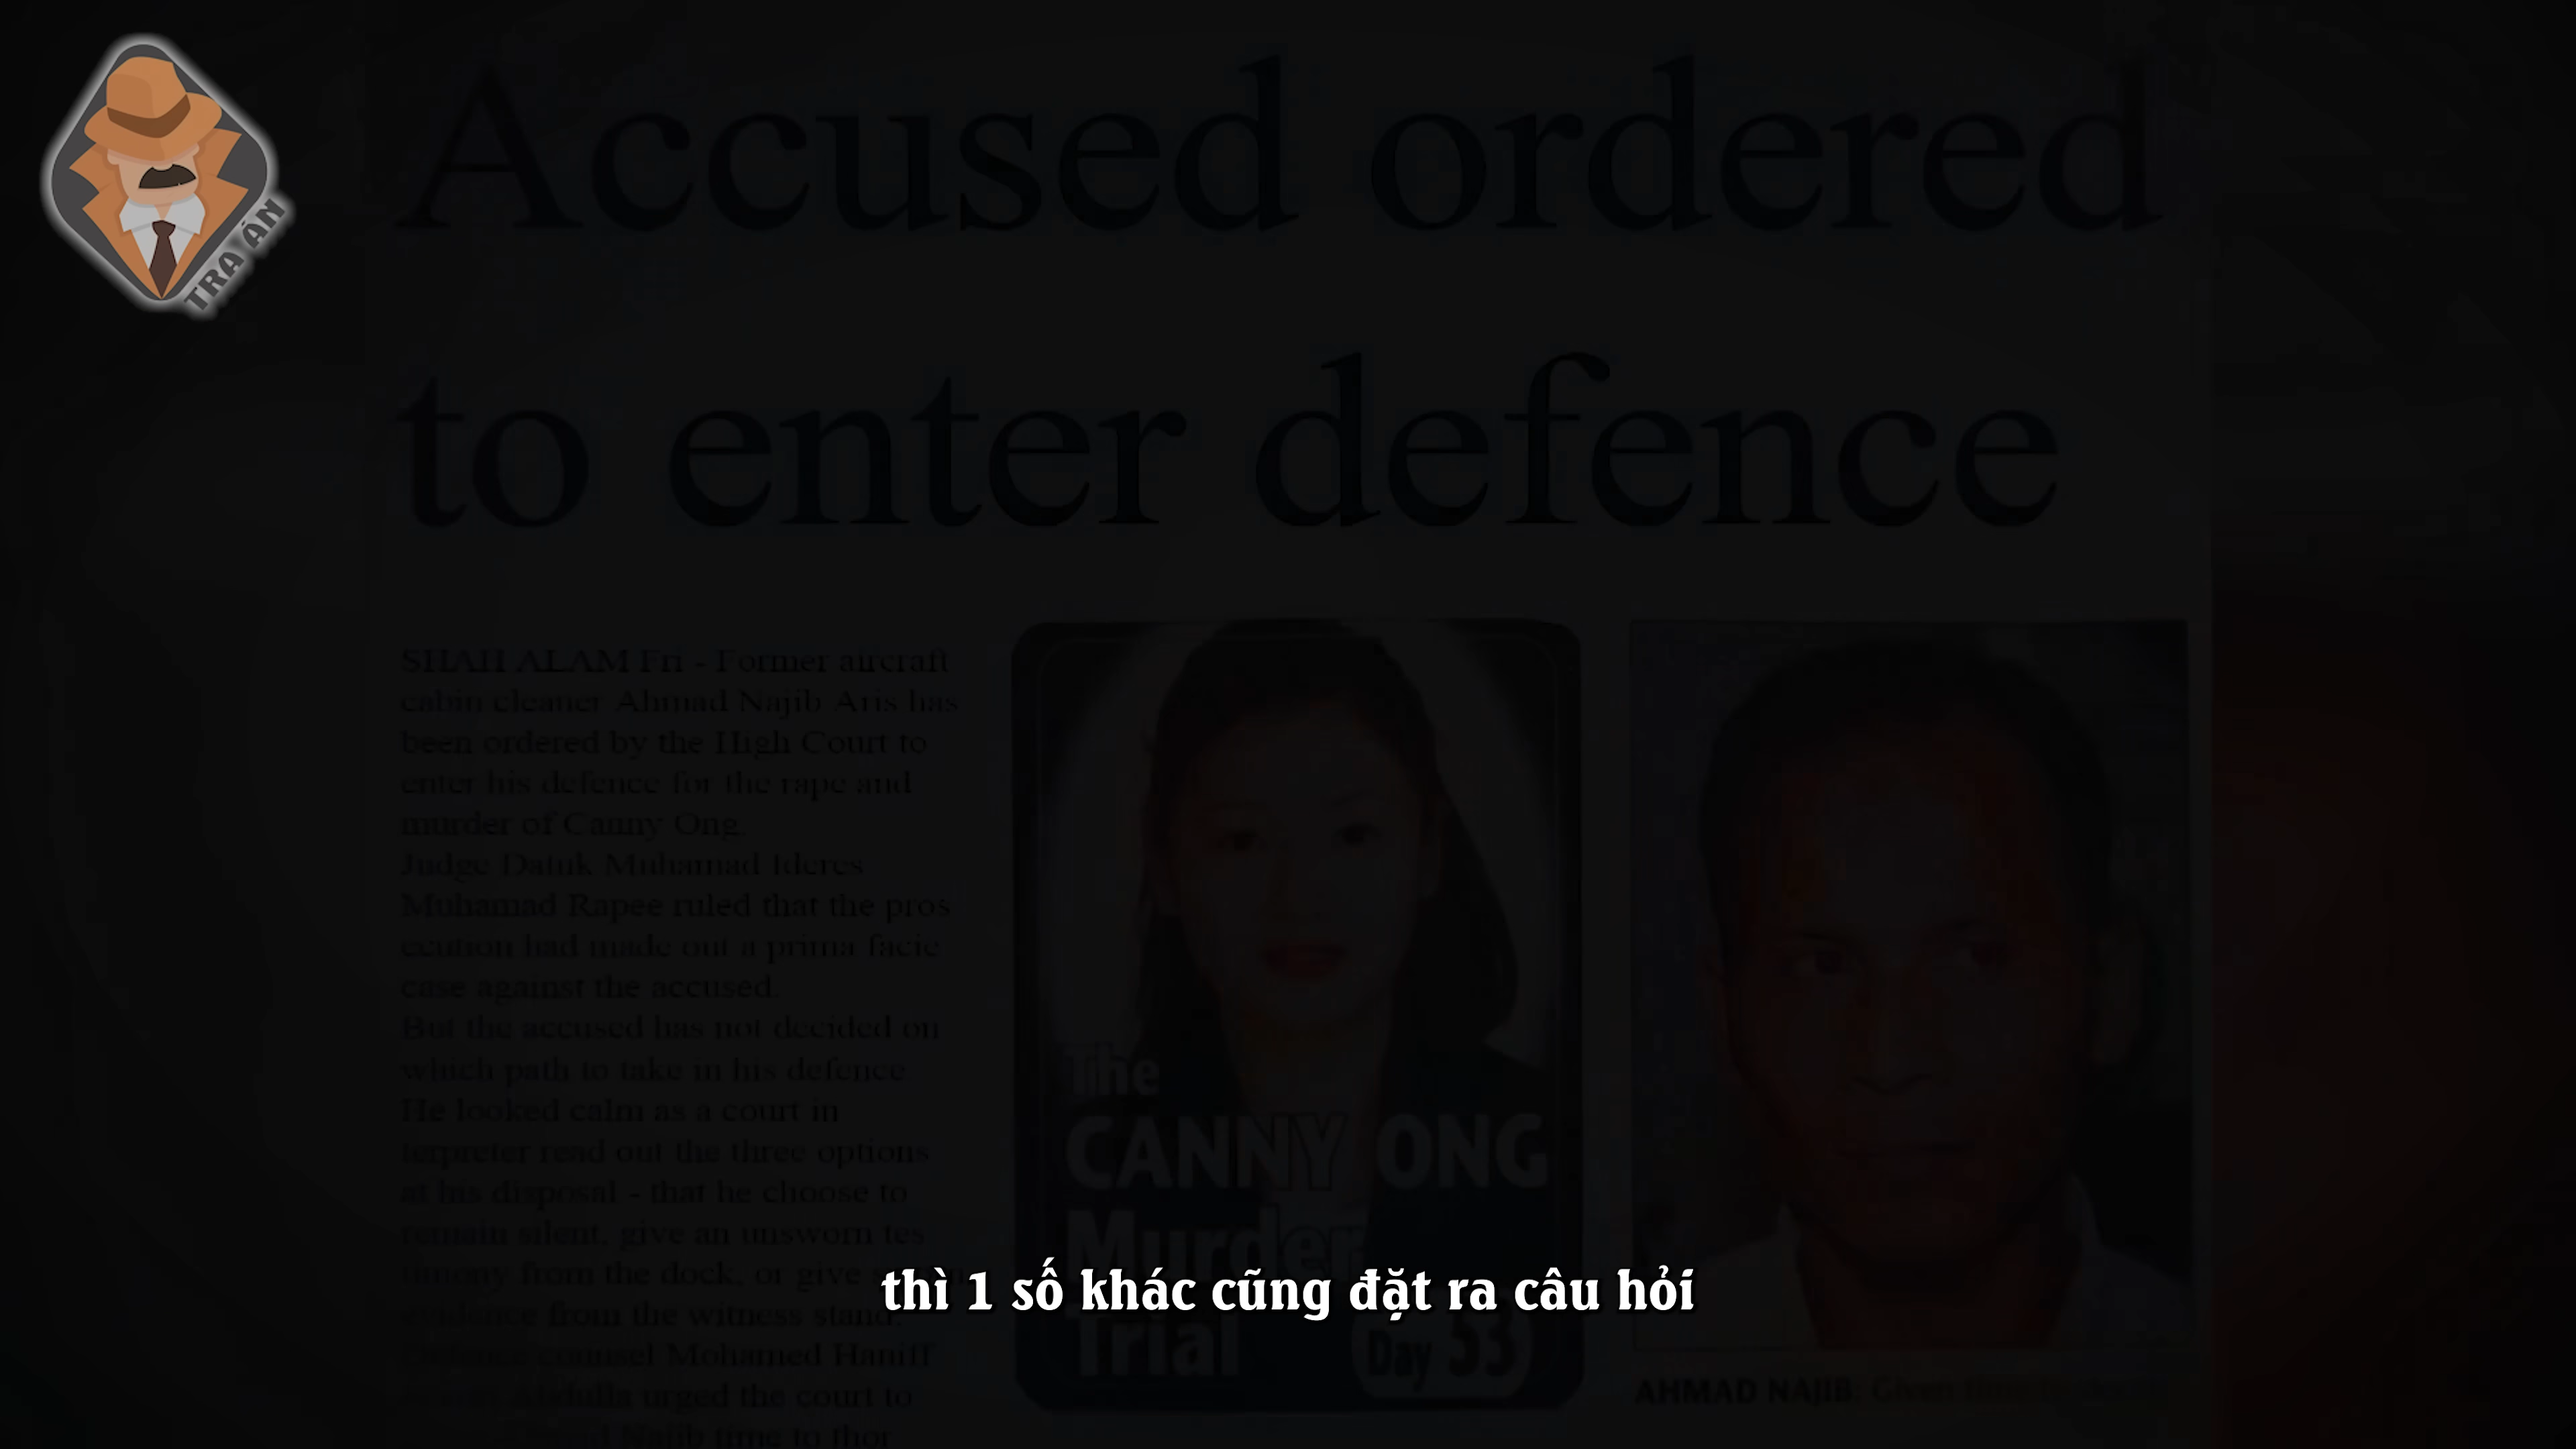 TRA ÁN
Accused ordered
to enter defence
SHAH ALAM Fri - Former aircraft
cabin cleaner Ahmad Najib Aris has
been ordered by the High Court to
enter his defence for the rape and
murder of Canny Ong.
Judge Datuk Muhamad Ideres
Muhamad Rapee ruled that the pros
ecution had made out a prima facie
case against the accused.
But the accused has not decided on
which path to take in his defence
He looked calm as a court in
terpreter read out the three options
at his disposal - that he choose to
remain silent, give an unsworn tes
timony from the dock, or give
evidence from the witness stand.
counsel Mohamed Haniff
Abdulla urged the court to
Najib time to thor
The
CANNY ONG
Murder
Trial
Day 33
AHMAD NAJIB: Given
thì 1 số khác cũng đặt ra câu hỏi